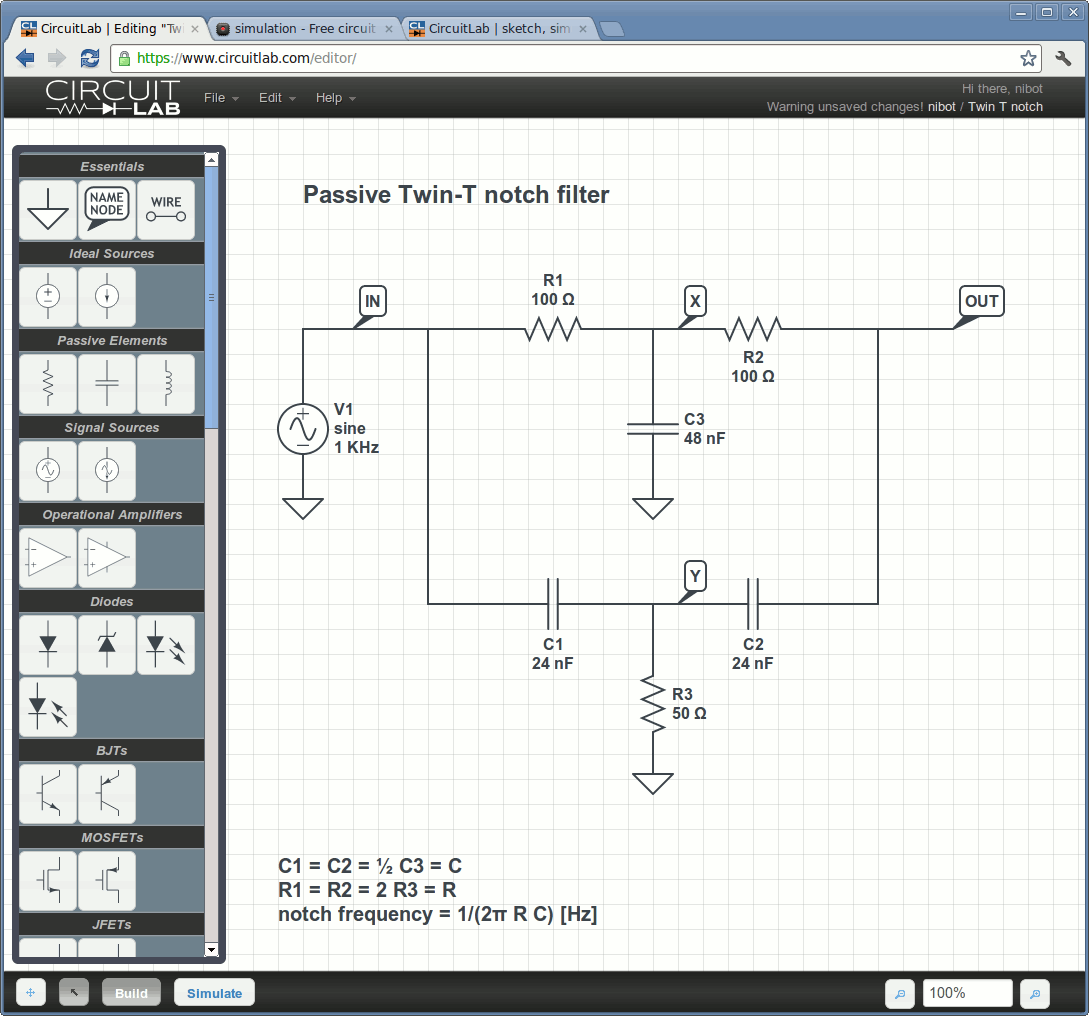 CircuitLab | Editing "Twi
simulation - Free circuit
CircuitLab | sketch, sim
https://www.circuitlab.com/editor/
CIRCUIT
LAB
File
Edit
Help
Hi there, nibot
Warning unsaved changes! nibot / Twin T notch
Essentials
NAME
NODE
WIRE
Ideal Sources
Passive Elements
Signal Sources
Operational Amplifiers
Diodes
BJTs
MOSFETs
JFETs
Passive Twin-T notch filter
IN
R1
100 Ω
X
OUT
R2
100 Ω
V1
sine
1 KHz
C3
48 nF
Y
C1
24 nF
C2
24 nF
R3
50 Ω
C1 = C2 = ½ C3 = C
R1 = R2 = 2 R3 = R
notch frequency = 1/(2π R C) [Hz]
Build
Simulate
100%